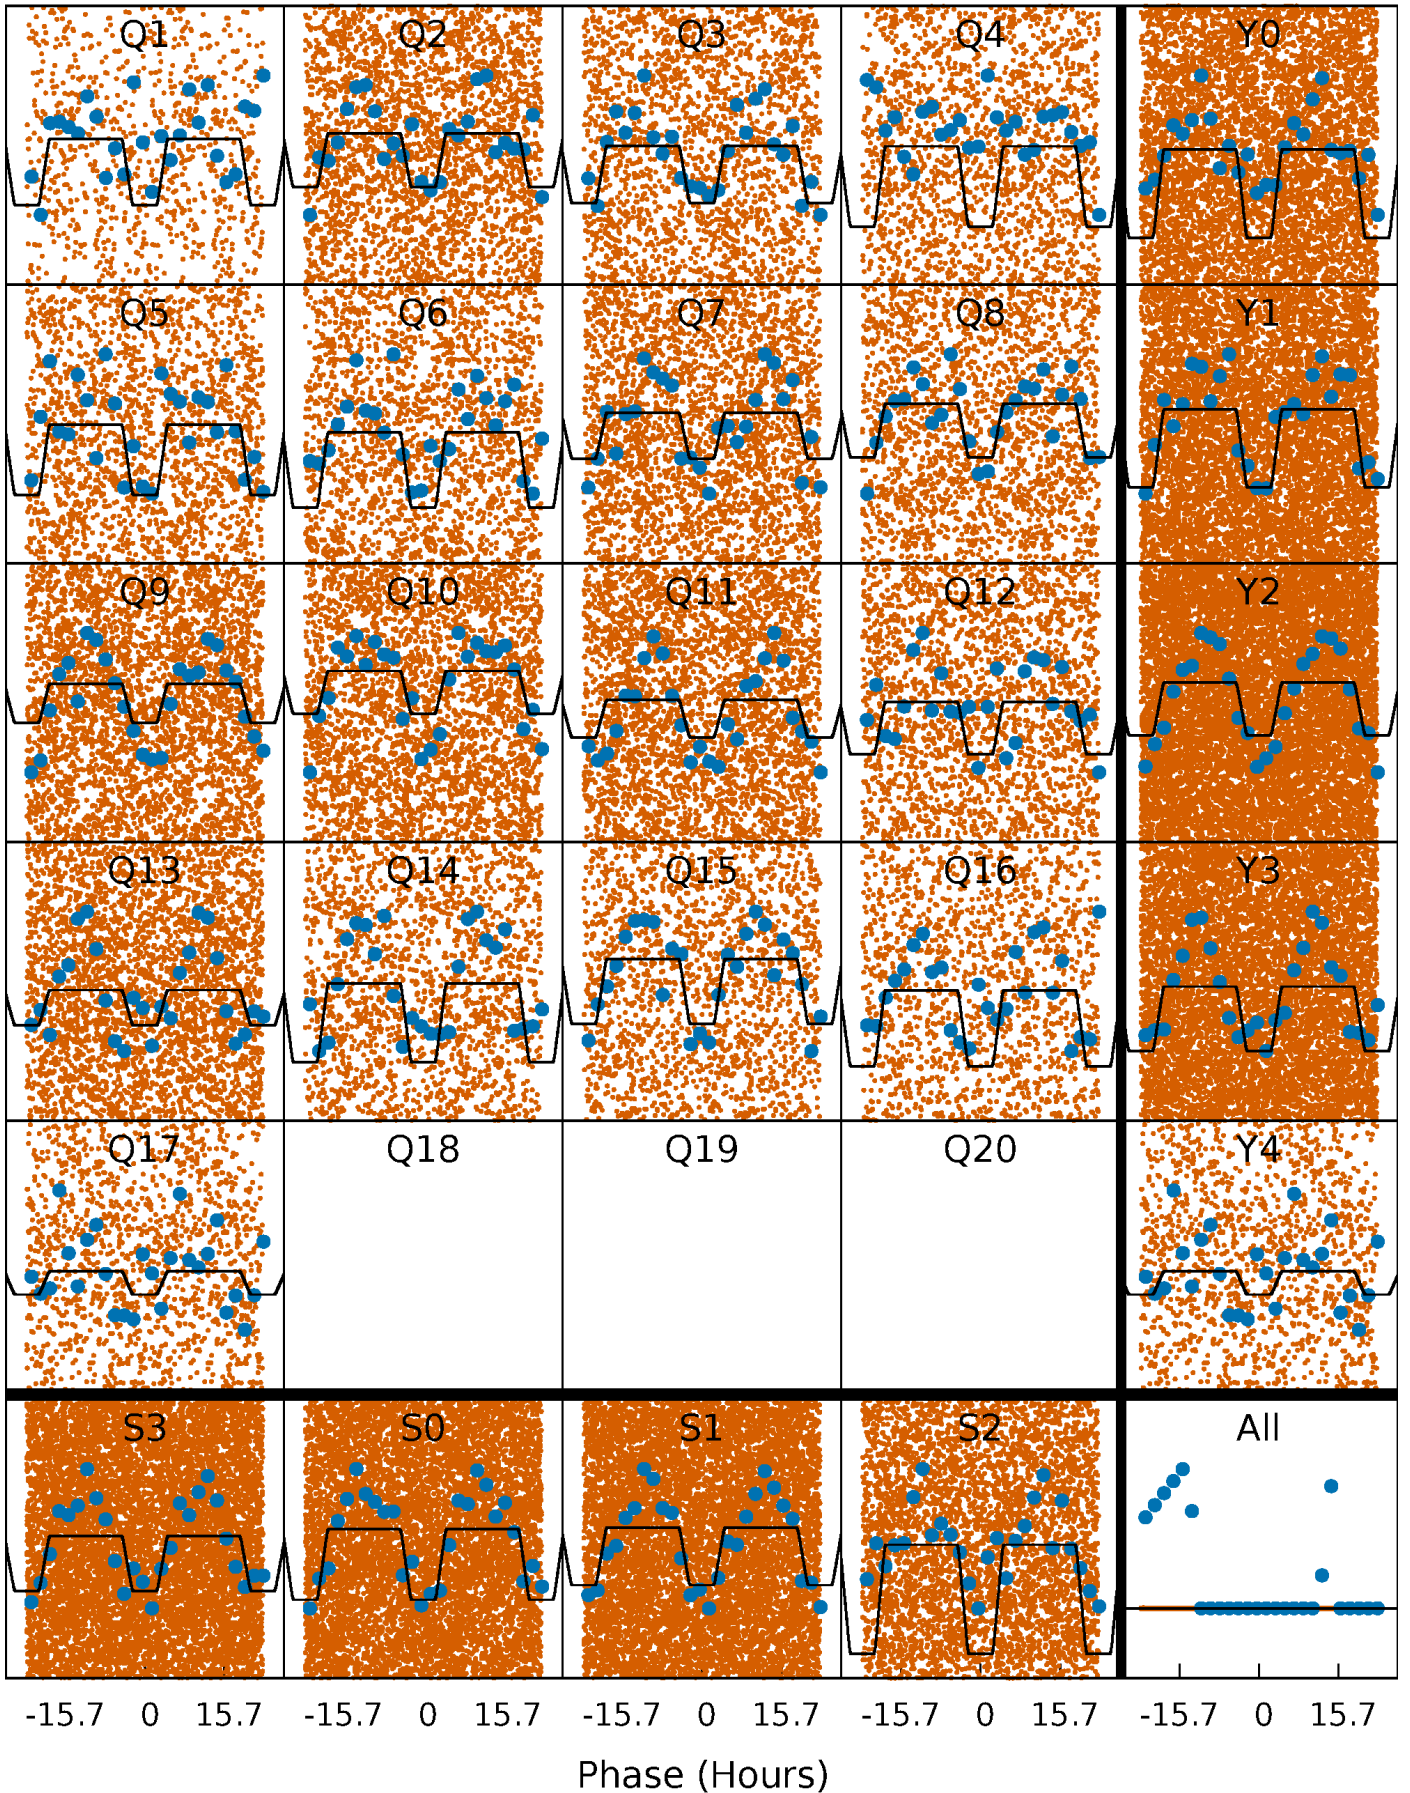 Q1 Q2 Q3 Q4 Y0
Q5 Q6 Q7 Q8 Y1
Q9 Q10 Q11 Q12 Y2
Q13 Q14 Q15 Q16 Y3
Q17 Q18 Q19 Q20 Y4
S3 S0 S1 S2 All
-15.7 0 15.7 -15.7 0 15.7 -15.7 0 15.7 -15.7 0 15.7 -15.7 0 15.7
Phase (Hours)